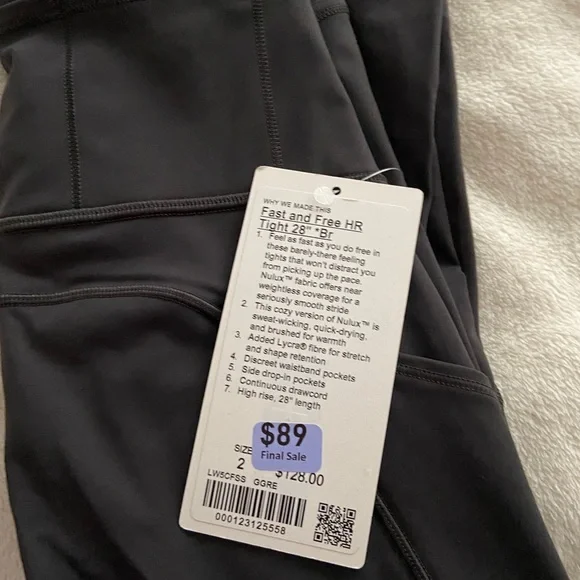 WHY WE MADE THIS
Fast and Free HR
Tight 28" *Br
1. Feel as fast as you do free in
these barely-there feeling
tights that won't distract you
from picking up the pace.
Nulux™ fabric offers near
weightless coverage for a
seriously smooth stride
2. This cozy version of Nulux™ is
sweat-wicking, quick-drying,
and brushed for warmth
3. Added Lycra® fibre for stretch
and shape retention
4. Discreet waistband pockets
5. Side drop-in pockets
6. Continuous drawcord
7. High rise, 28" length
$89
Final Sale
SIZE
2 $128.00
LW5CFSS GGRE
000123125558